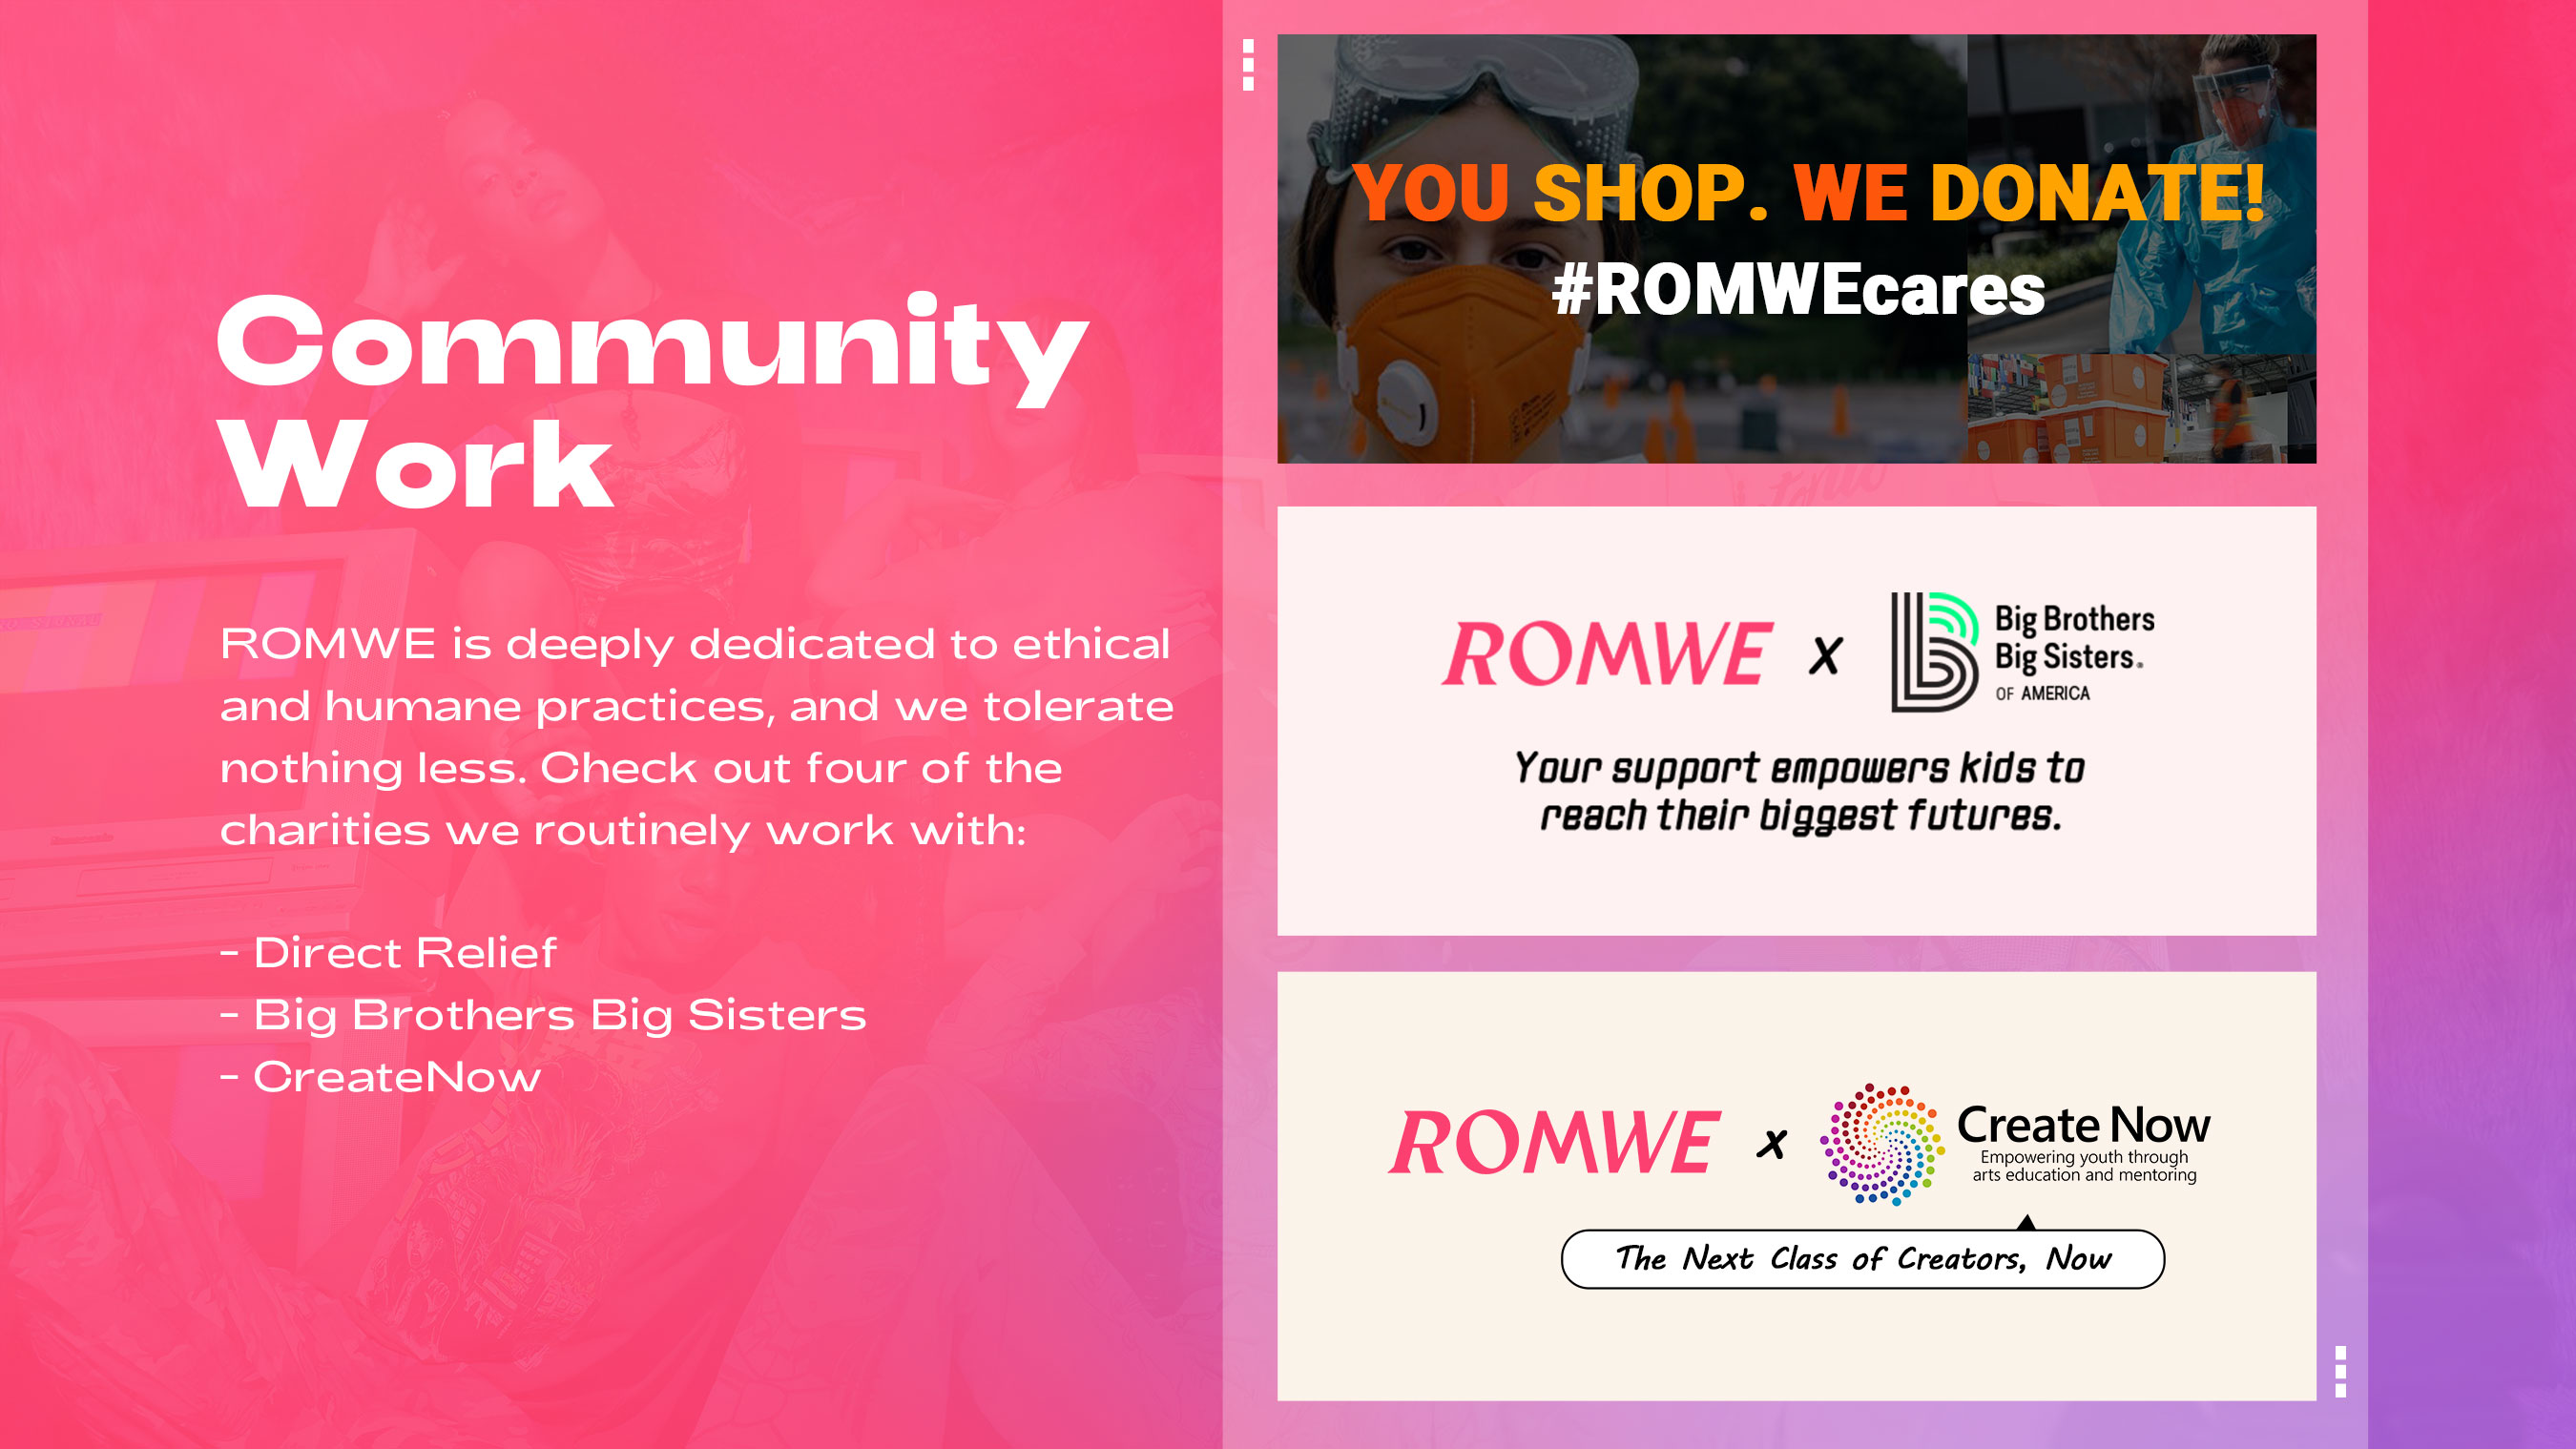 Community
Work
ROMWE is deeply dedicated to ethical
and humane practices, and we tolerate
nothing less. Check out four of the
charities we routinely work with:
- Direct Relief
- Big Brothers Big Sisters
- CreateNow
YOU SHOP. WE DONATE!
#ROMWEcares
ROMWE x Big Brothers
Big Sisters®
OF AMERICA
Your support empowers kids to
reach their biggest futures.
ROMWE x Create Now
Empowering youth through
arts education and mentoring
The Next Class of Creators, Now